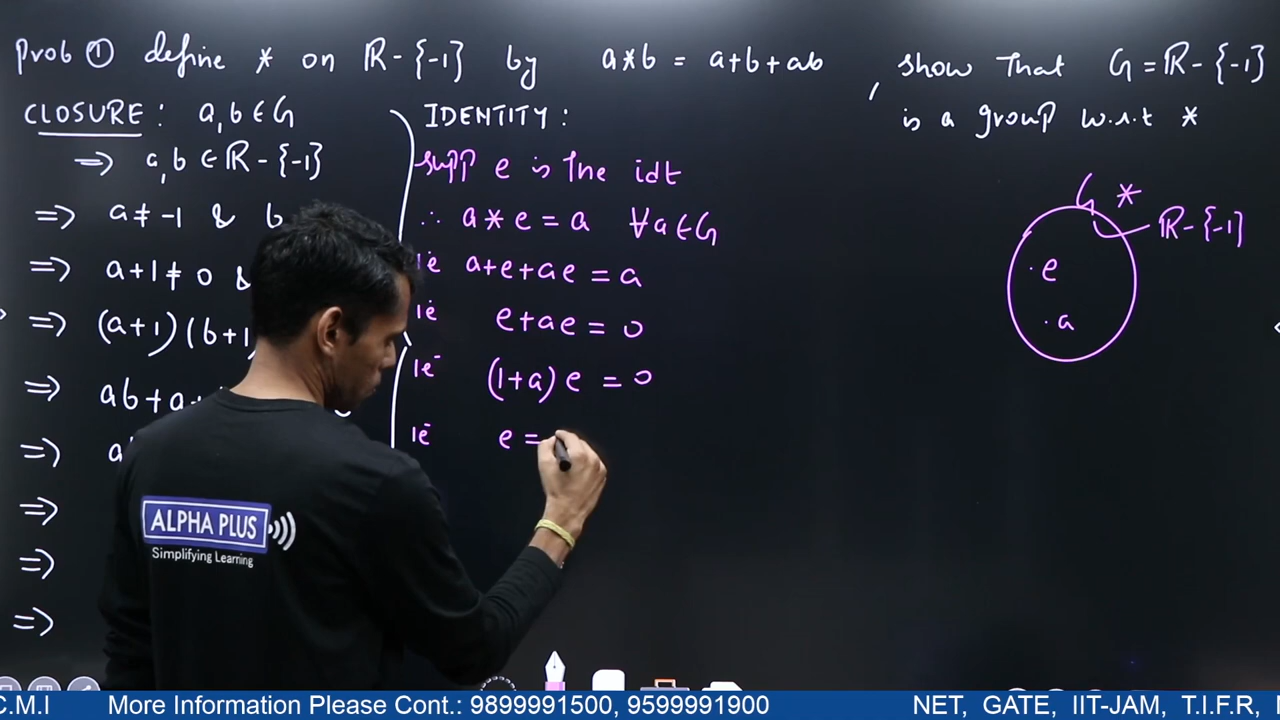 Prob ① define * on ℝ-{-1} by a*b = a+b+ab , show that G=ℝ-{-1}
is a group w.r.t *
CLOSURE : a,b∈G
⇒ a,b∈ℝ-{-1}
⇒ a≠-1 & b
⇒ a+1≠0 &
⇒ (a+1)(b+1
⇒ ab+a+
⇒ a
⇒
⇒
⇒
IDENTITY :
supp e is the idt
∴ a*e=a ∀a∈G
ie a+e+ae=a
ie e+ae=0
ie (1+a)e=0
ie e=
G *
ℝ-{-1}
·e
·a
ALPHA PLUS
Simplifying Learning
C.M.I More Information Please Cont.: 9899991500, 9599991900 NET, GATE, IIT-JAM, T.I.F.R,